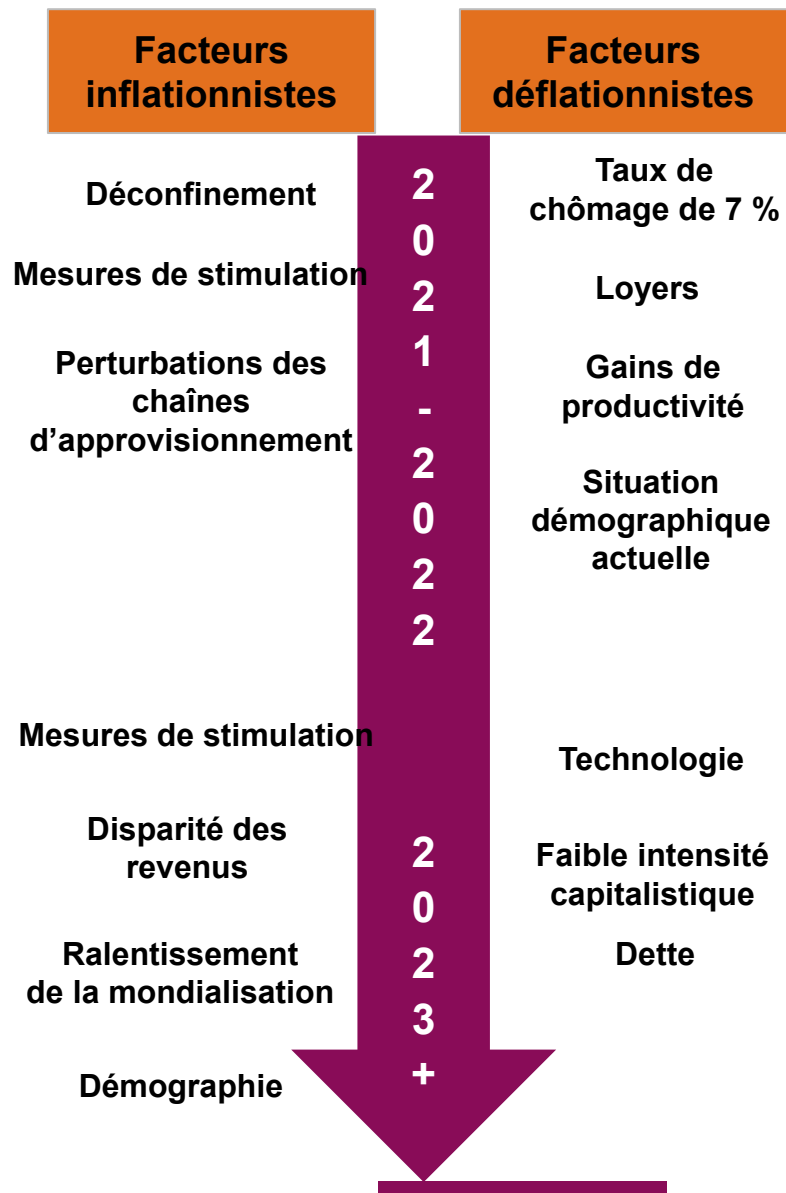 Facteurs
inflationnistes
Facteurs
déflationnistes
Déconfinement
Mesures de stimulation
Perturbations des
chaînes
d’approvisionnement
2
0
2
1
-
2
0
2
2
Taux de
chômage de 7 %
Loyers
Gains de
productivité
Situation
démographique
actuelle
Mesures de stimulation
Disparité des
revenus
Ralentissement
de la mondialisation
Démographie
2
0
2
3
+
Technologie
Faible intensité
capitalistique
Dette